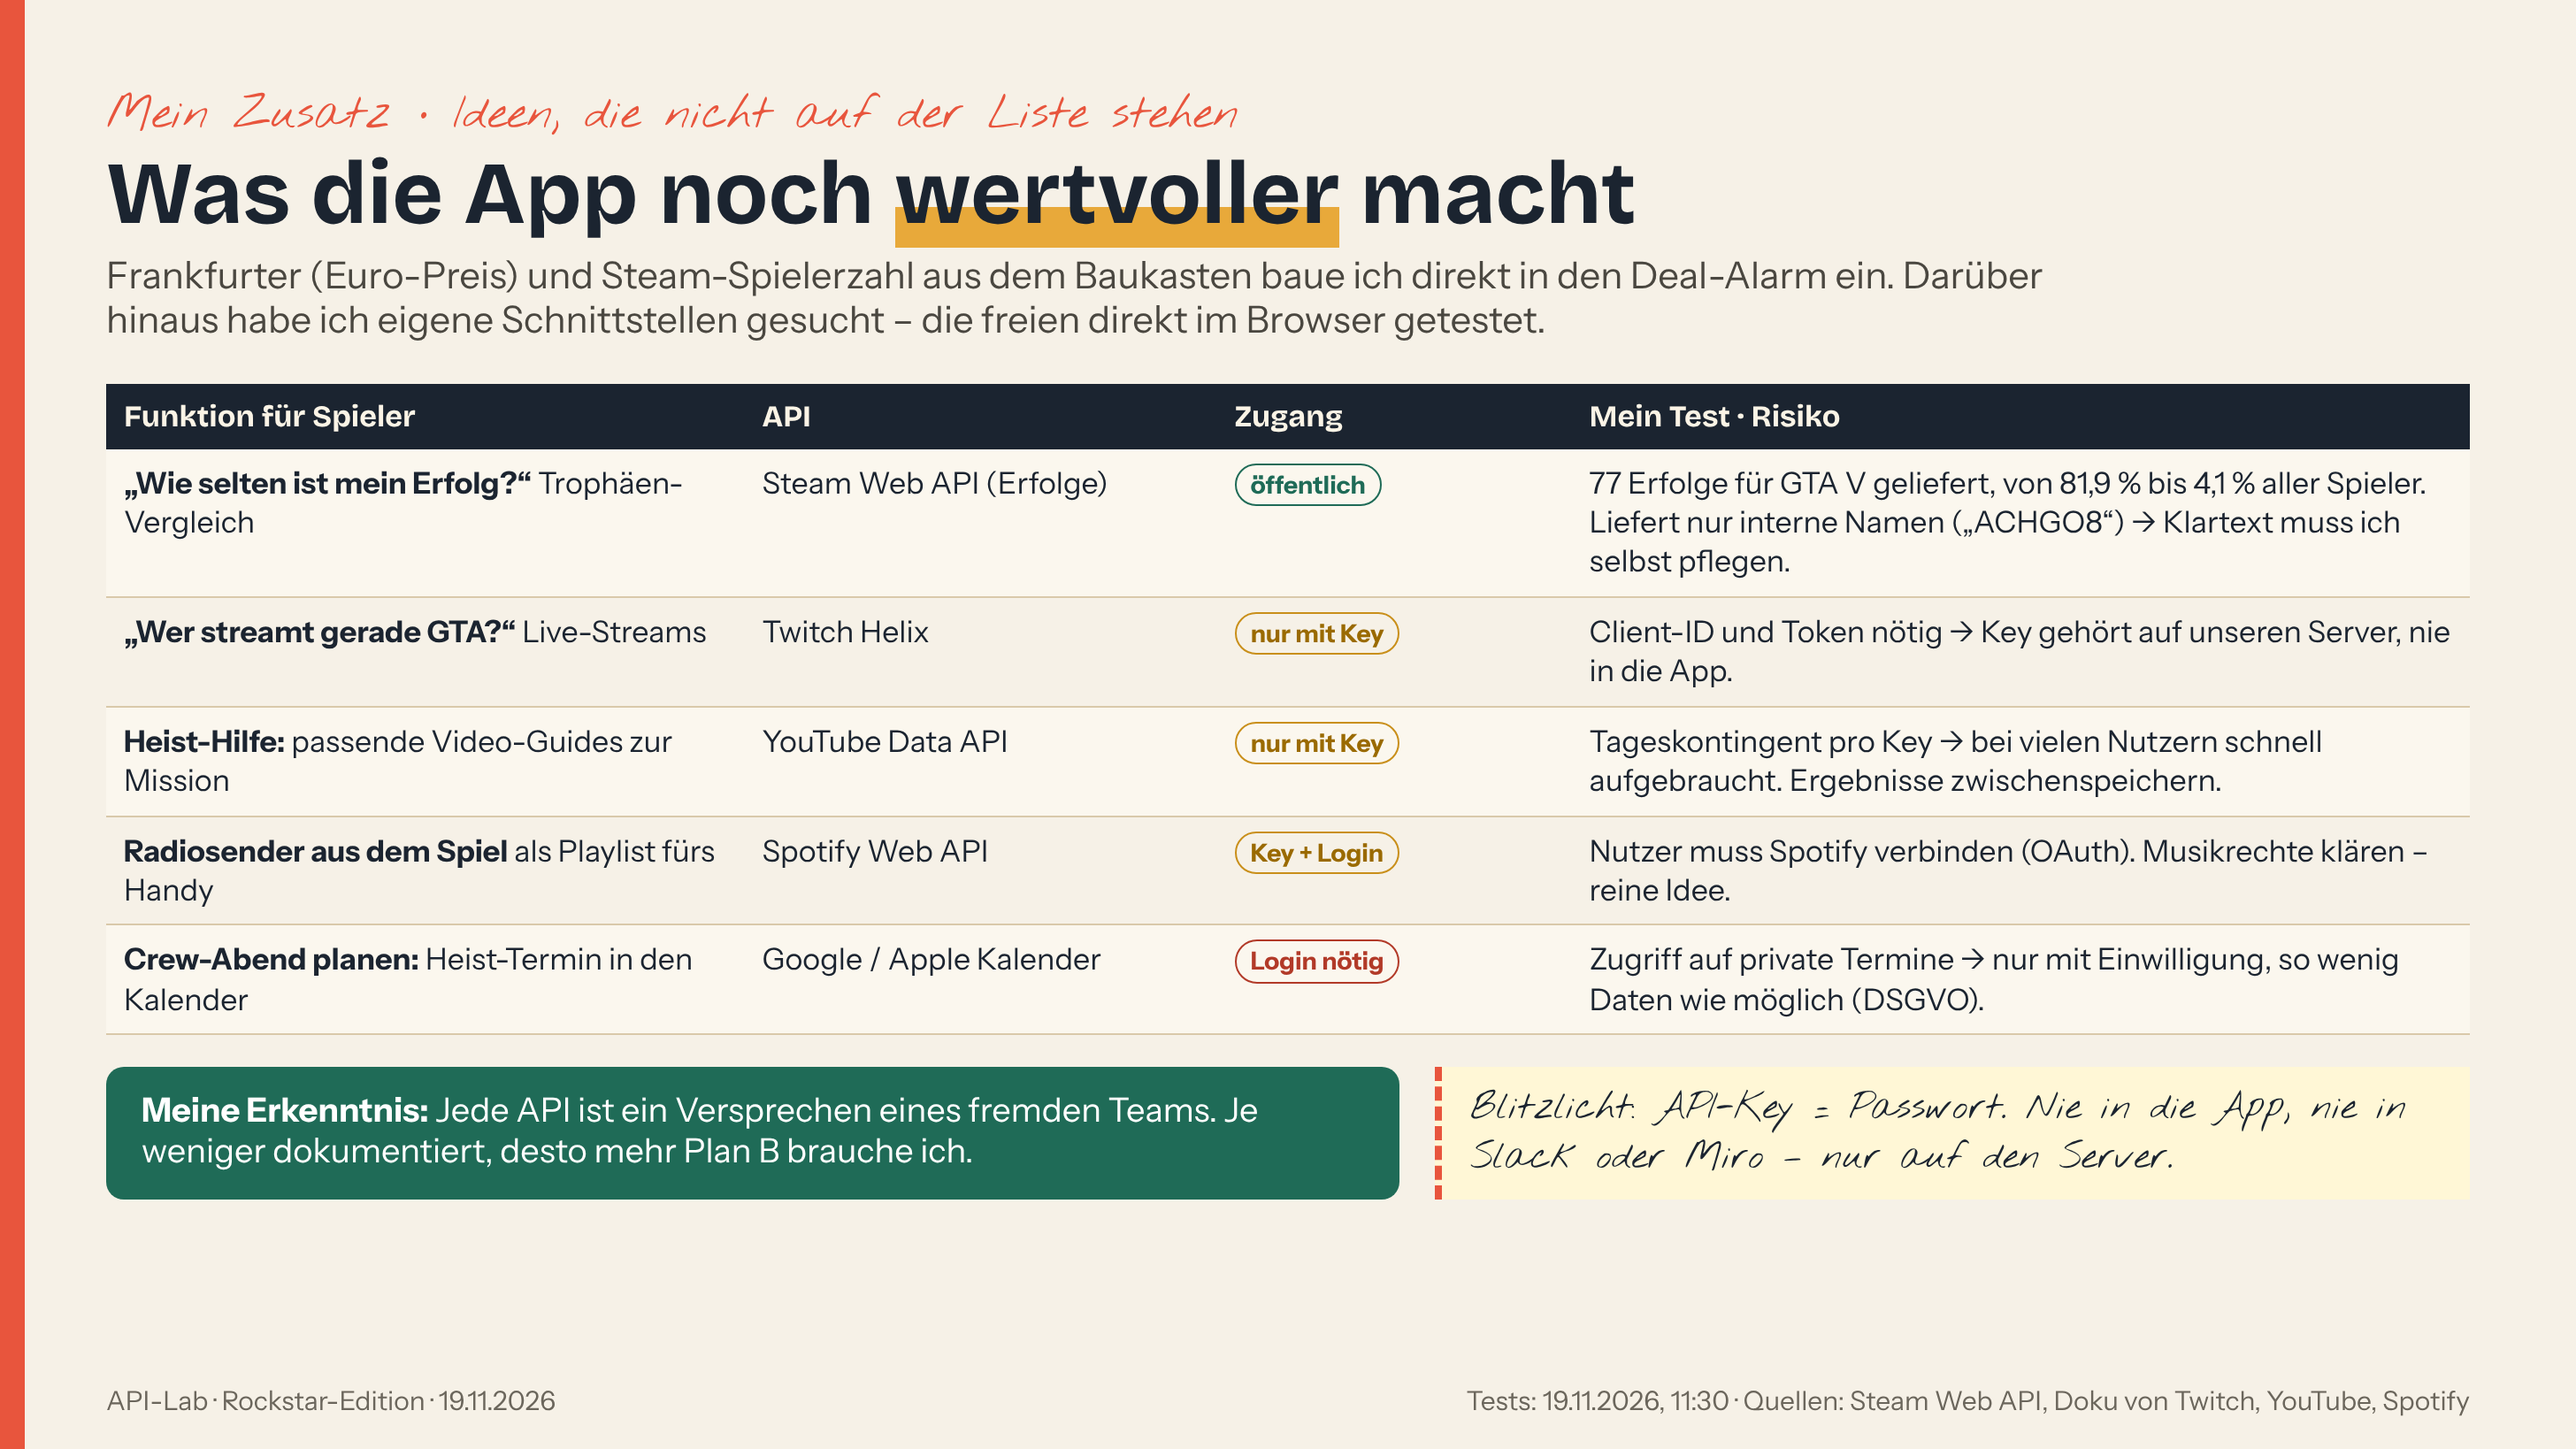 Mein Zusatz · Ideen, die nicht auf der Liste stehen
Was die App noch wertvoller macht
Frankfurter (Euro-Preis) und Steam-Spielerzahl aus dem Baukasten baue ich direkt in den Deal-Alarm ein. Darüber
hinaus habe ich eigene Schnittstellen gesucht – die freien direkt im Browser getestet.
Funktion für Spieler API Zugang Mein Test · Risiko
„Wie selten ist mein Erfolg?“ Trophäen- Steam Web API (Erfolge) öffentlich 77 Erfolge für GTA V geliefert, von 81,9 % bis 4,1 % aller Spieler.
Vergleich Liefert nur interne Namen („ACHGO8“) → Klartext muss ich
selbst pflegen.
„Wer streamt gerade GTA?“ Live-Streams Twitch Helix nur mit Key Client-ID und Token nötig → Key gehört auf unseren Server, nie
in die App.
Heist-Hilfe: passende Video-Guides zur YouTube Data API nur mit Key Tageskontingent pro Key → bei vielen Nutzern schnell
Mission aufgebraucht. Ergebnisse zwischenspeichern.
Radiosender aus dem Spiel als Playlist fürs Spotify Web API Key + Login Nutzer muss Spotify verbinden (OAuth). Musikrechte klären –
Handy reine Idee.
Crew-Abend planen: Heist-Termin in den Google / Apple Kalender Login nötig Zugriff auf private Termine → nur mit Einwilligung, so wenig
Kalender Daten wie möglich (DSGVO).
Meine Erkenntnis: Jede API ist ein Versprechen eines fremden Teams. Je
weniger dokumentiert, desto mehr Plan B brauche ich.
Blitzlicht: API-Key = Passwort. Nie in die App, nie in
Slack oder Miro – nur auf den Server.
API-Lab · Rockstar-Edition · 19.11.2026
Tests: 19.11.2026, 11:30 · Quellen: Steam Web API, Doku von Twitch, YouTube, Spotify